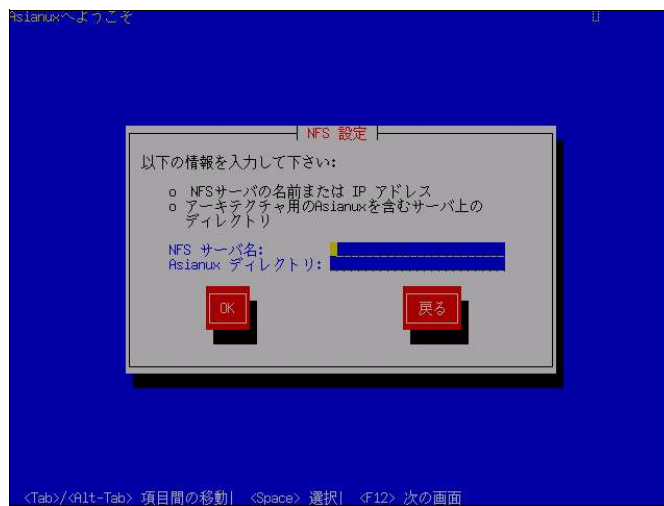 Asianuxへようこそ
NFS 設定
以下の情報を入力して下さい:
o NFSサーバの名前または IP アドレス
o アーキテクチャ用のAsianuxを含むサーバ上の
ディレクトリ
NFS サーバ名:
Asianux ディレクトリ:
OK 戻る
<Tab>/<Alt-Tab> 項目間の移動| <Space> 選択| <F12> 次の画面